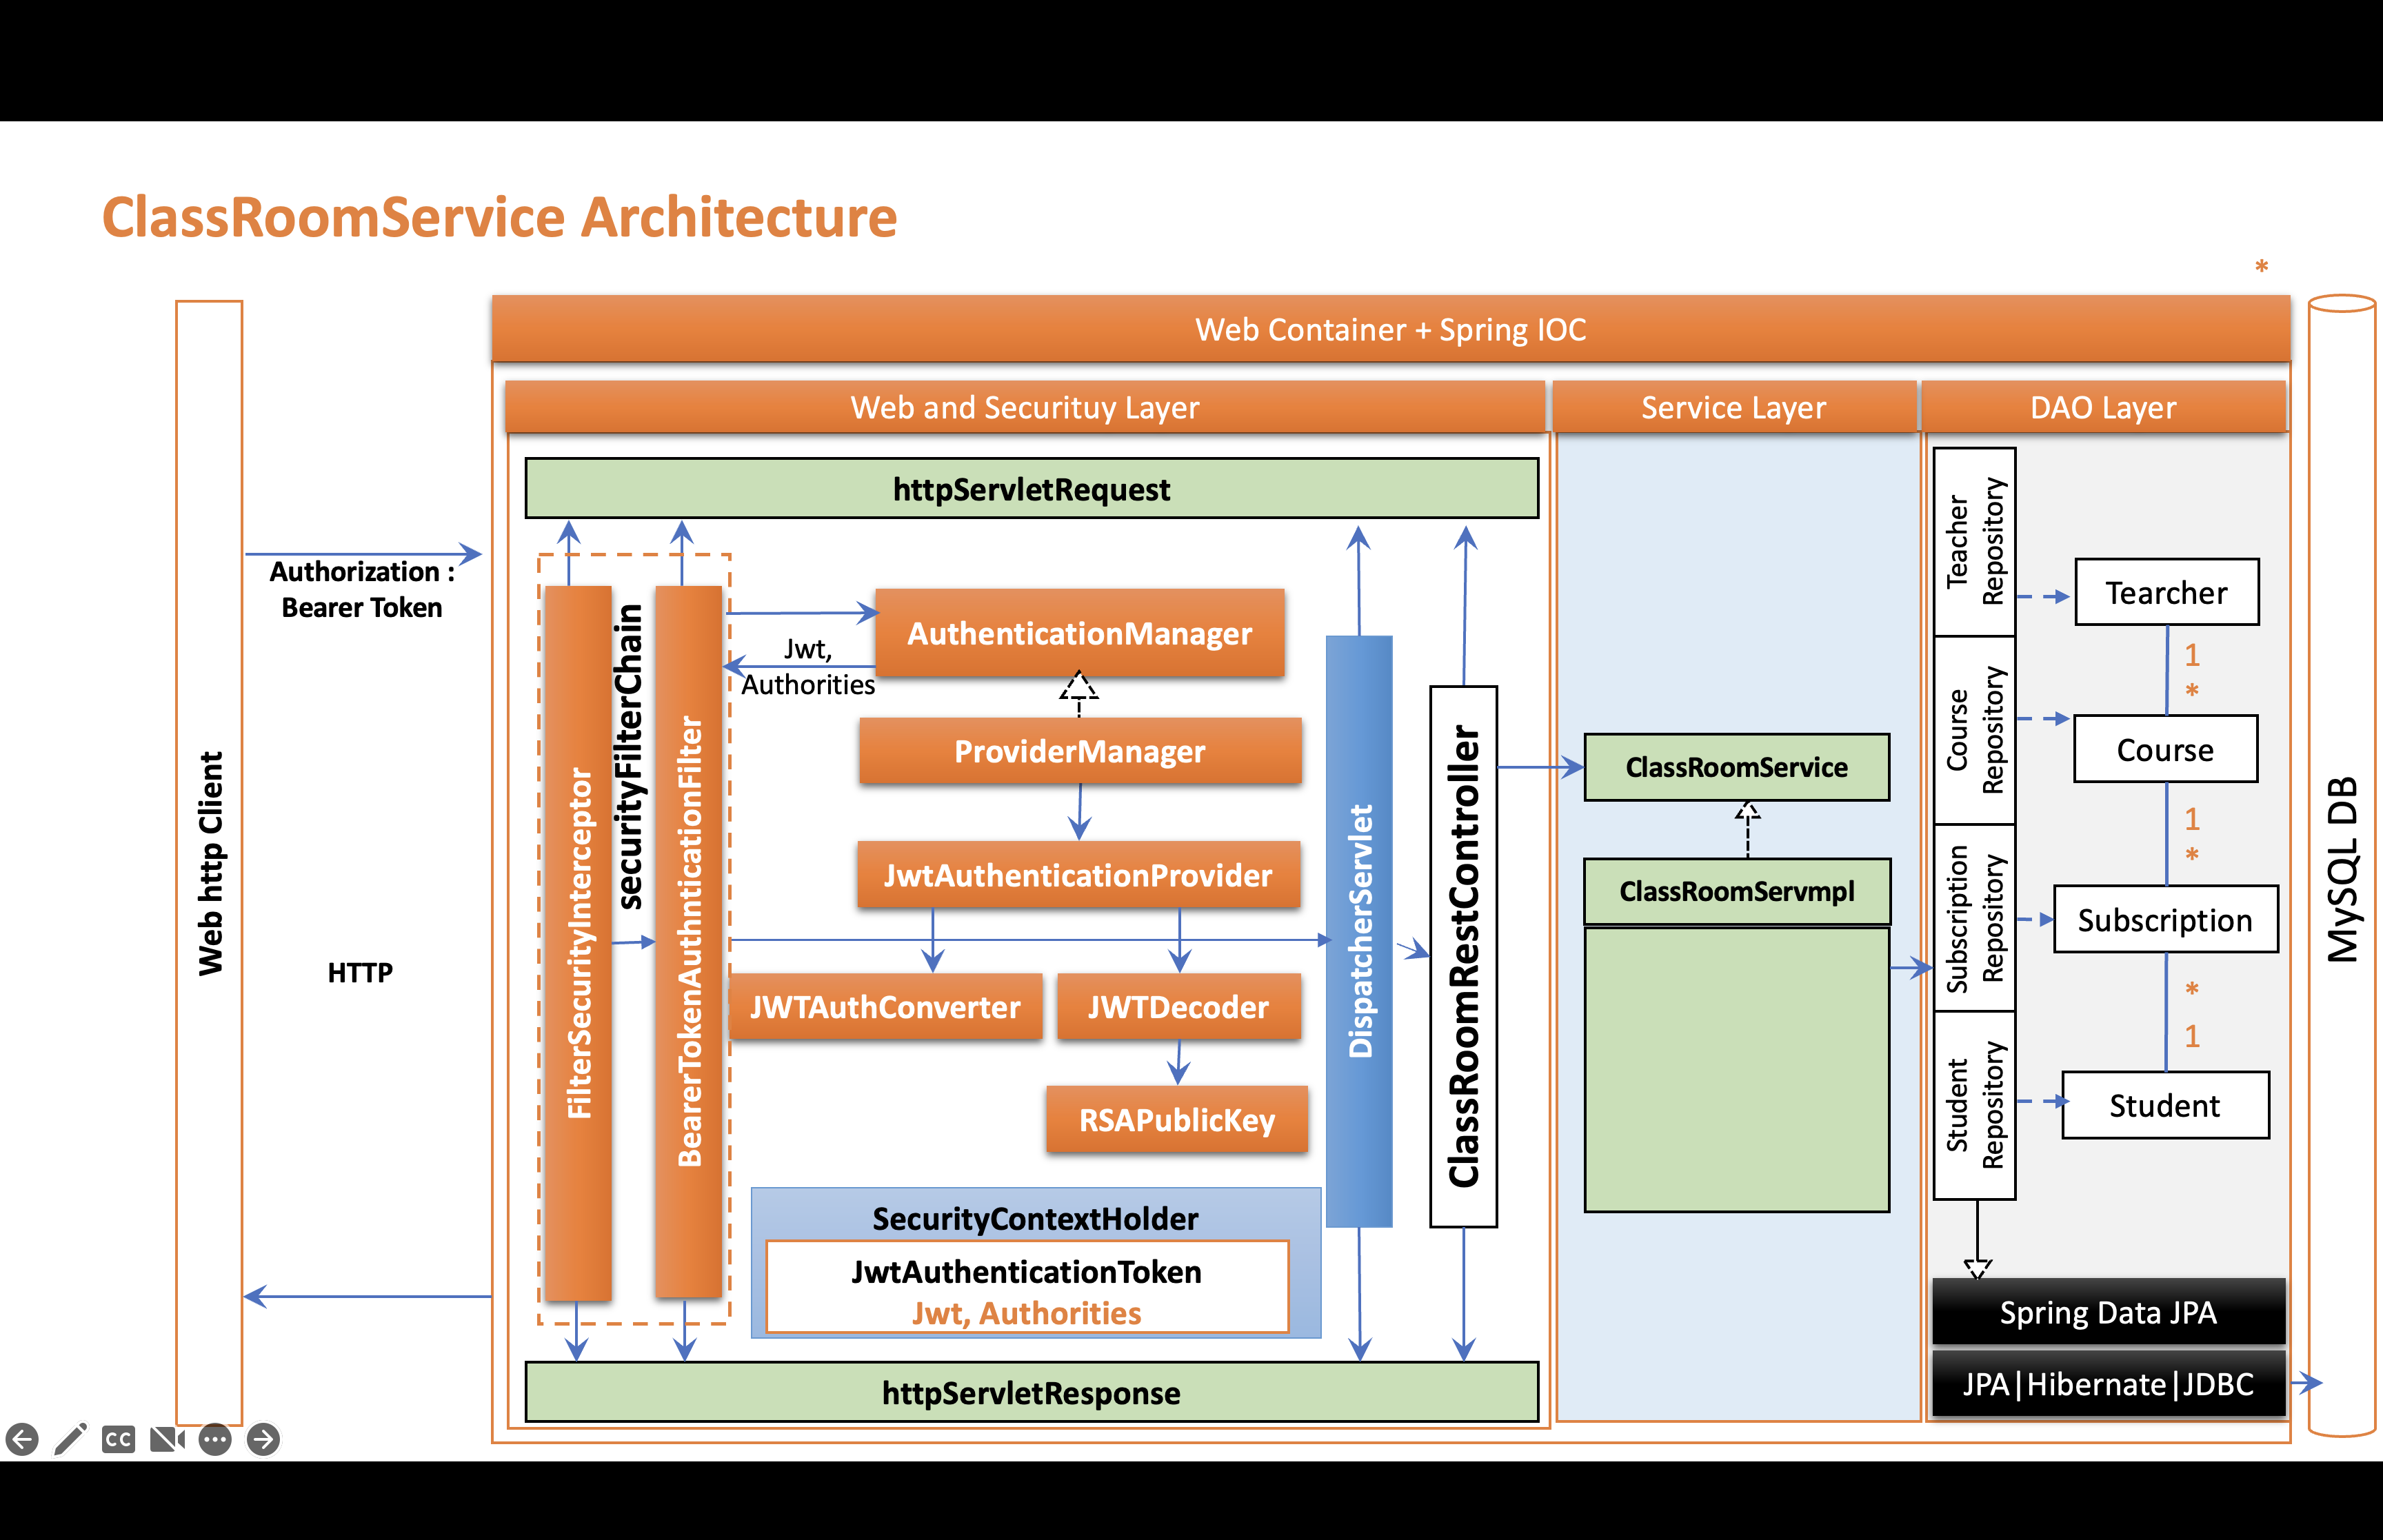 ClassRoomService Architecture
*
Web Container + Spring IOC
Web and Securituy Layer
Service Layer
DAO Layer
Web http Client
Authorization :
Bearer Token
HTTP
httpServletRequest
FilterSecurityInterceptor
securityFilterChain
BearerTokenAuthnticationFilter
AuthenticationManager
Jwt,
Authorities
ProviderManager
JwtAuthenticationProvider
JWTAuthConverter
JWTDecoder
RSAPublicKey
SecurityContextHolder
JwtAuthenticationToken
Jwt, Authorities
httpServletResponse
DispatcherServlet
ClassRoomRestController
ClassRoomService
ClassRoomServmpl
Teacher
Repository
Course
Repository
Subscription
Repository
Student
Repository
Tearcher
1
*
Course
1
*
Subscription
*
1
Student
Spring Data JPA
JPA|Hibernate|JDBC
MySQL DB
CC